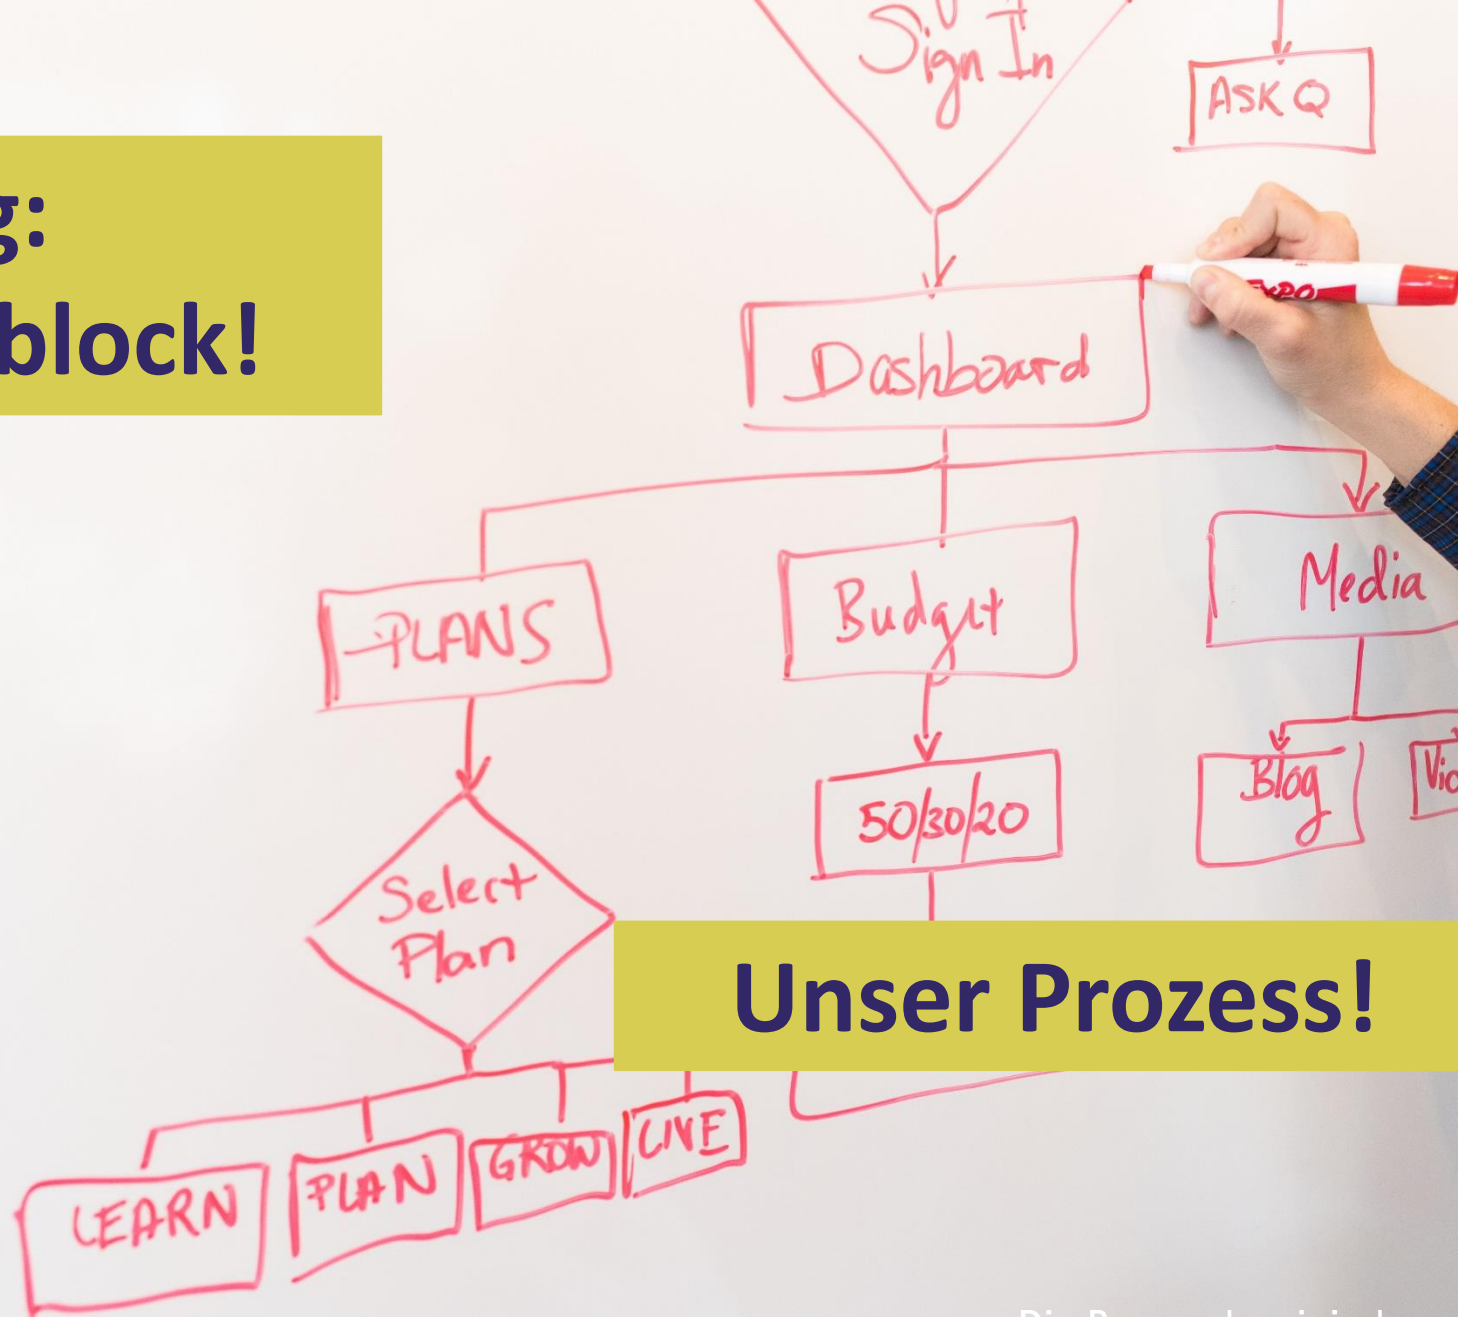 Sign In
ASK Q
g:
block!
EXPO
Dashboard
PLANS
Budget
Media
50/30/20
Blog
Select
Plan
Unser Prozess!
LEARN
PLAN
GROW
LIVE